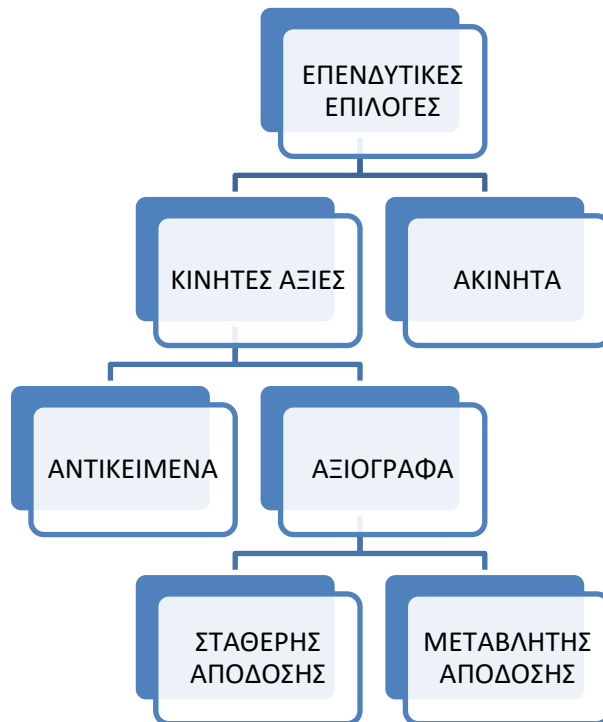 ΕΠΕΝΔΥΤΙΚΕΣ
ΕΠΙΛΟΓΕΣ
ΚΙΝΗΤΕΣ ΑΞΙΕΣ
ΑΚΙΝΗΤΑ
ΑΝΤΙΚΕΙΜΕΝΑ
ΑΞΙΟΓΡΑΦΑ
ΣΤΑΘΕΡΗΣ
ΑΠΟΔΟΣΗΣ
ΜΕΤΑΒΛΗΤΗΣ
ΑΠΟΔΟΣΗΣ